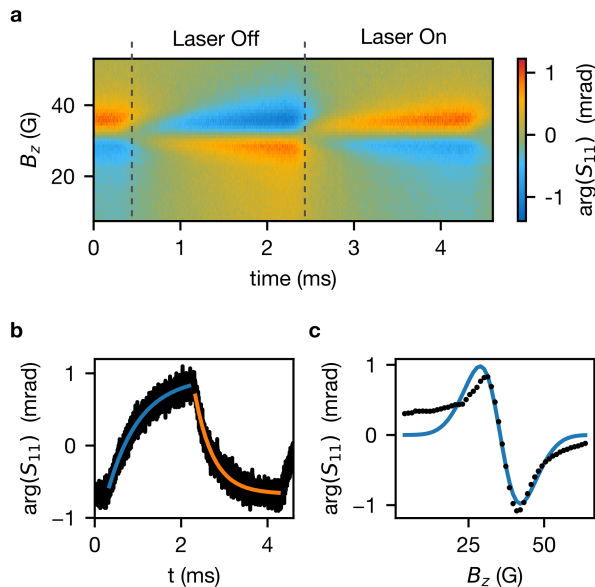 a
Laser Off
Laser On
40
20
B_z (G)
0
1
2
3
4
time (ms)
1
0
-1
arg(S_11) (mrad)
b
1
0
−1
arg(S_11) (mrad)
0
2
4
t (ms)
c
1
0
−1
arg(S_11) (mrad)
25
50
B_z (G)